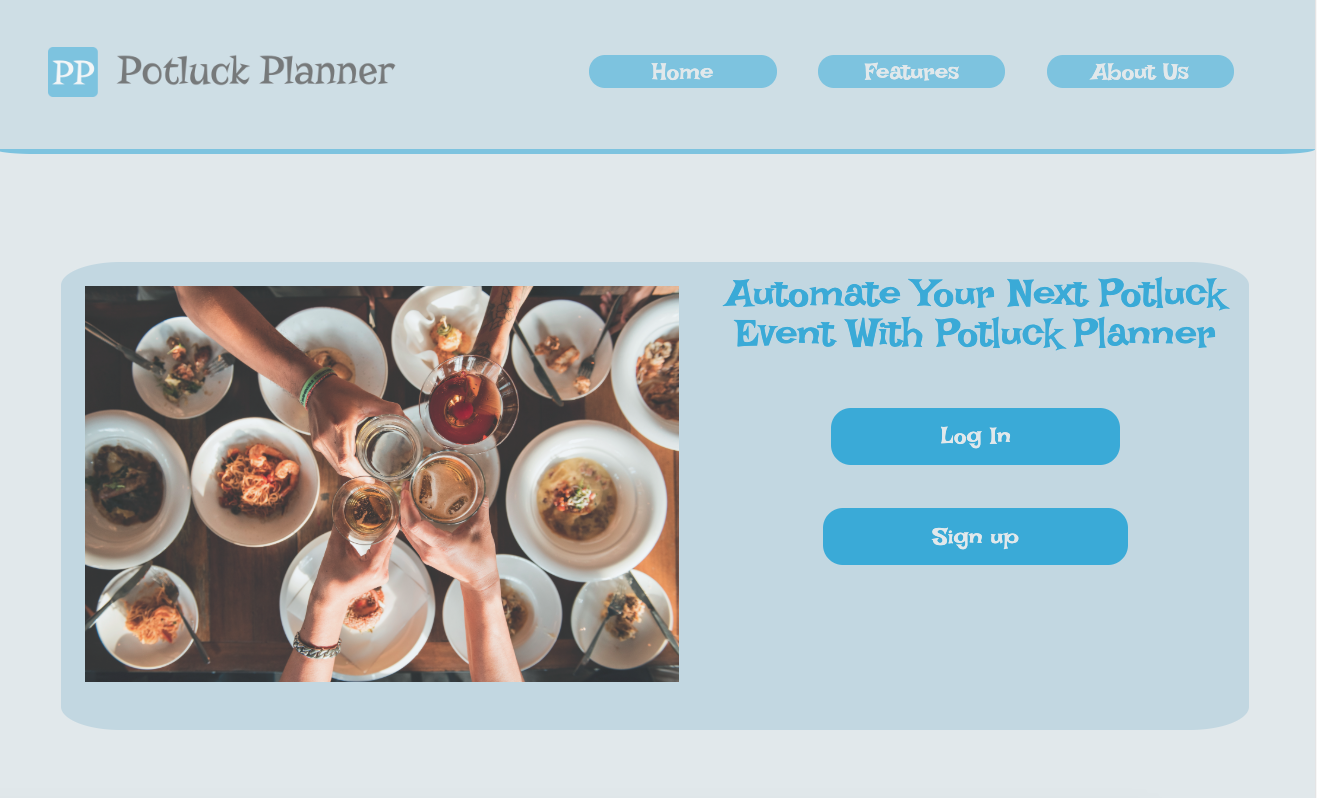 PP Potluck Planner
Home
Features
About Us
Automate Your Next Potluck
Event With Potluck Planner
Log In
Sign up